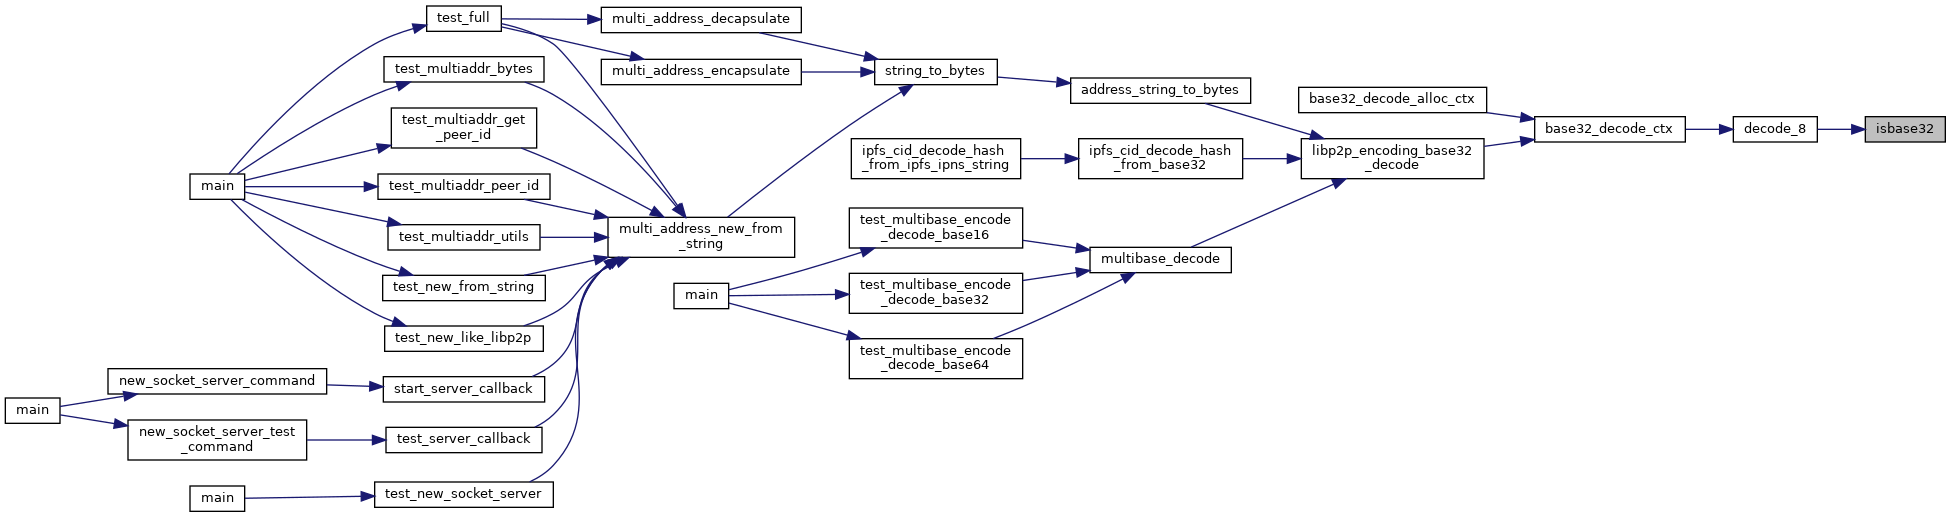 test_full
multi_address_decapsulate
test_multiaddr_bytes
multi_address_encapsulate
string_to_bytes
address_string_to_bytes
base32_decode_alloc_ctx
test_multiaddr_get
_peer_id
base32_decode_ctx
decode_8
isbase32
ipfs_cid_decode_hash
_from_ipfs_ipns_string
ipfs_cid_decode_hash
_from_base32
libp2p_encoding_base32
_decode
main
test_multiaddr_peer_id
test_multiaddr_utils
multi_address_new_from
_string
test_multibase_encode
_decode_base16
multibase_decode
test_new_from_string
main
test_multibase_encode
_decode_base32
test_new_like_libp2p
test_multibase_encode
_decode_base64
new_socket_server_command
start_server_callback
main
new_socket_server_test
_command
test_server_callback
main
test_new_socket_server